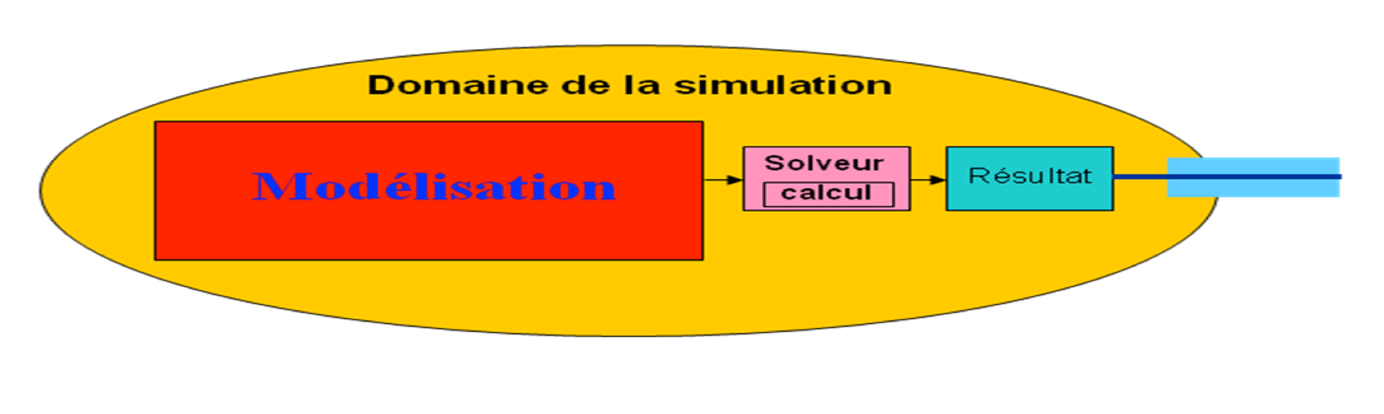 Domaine de la simulation
Modélisation
Solveur
calcul
Résultat